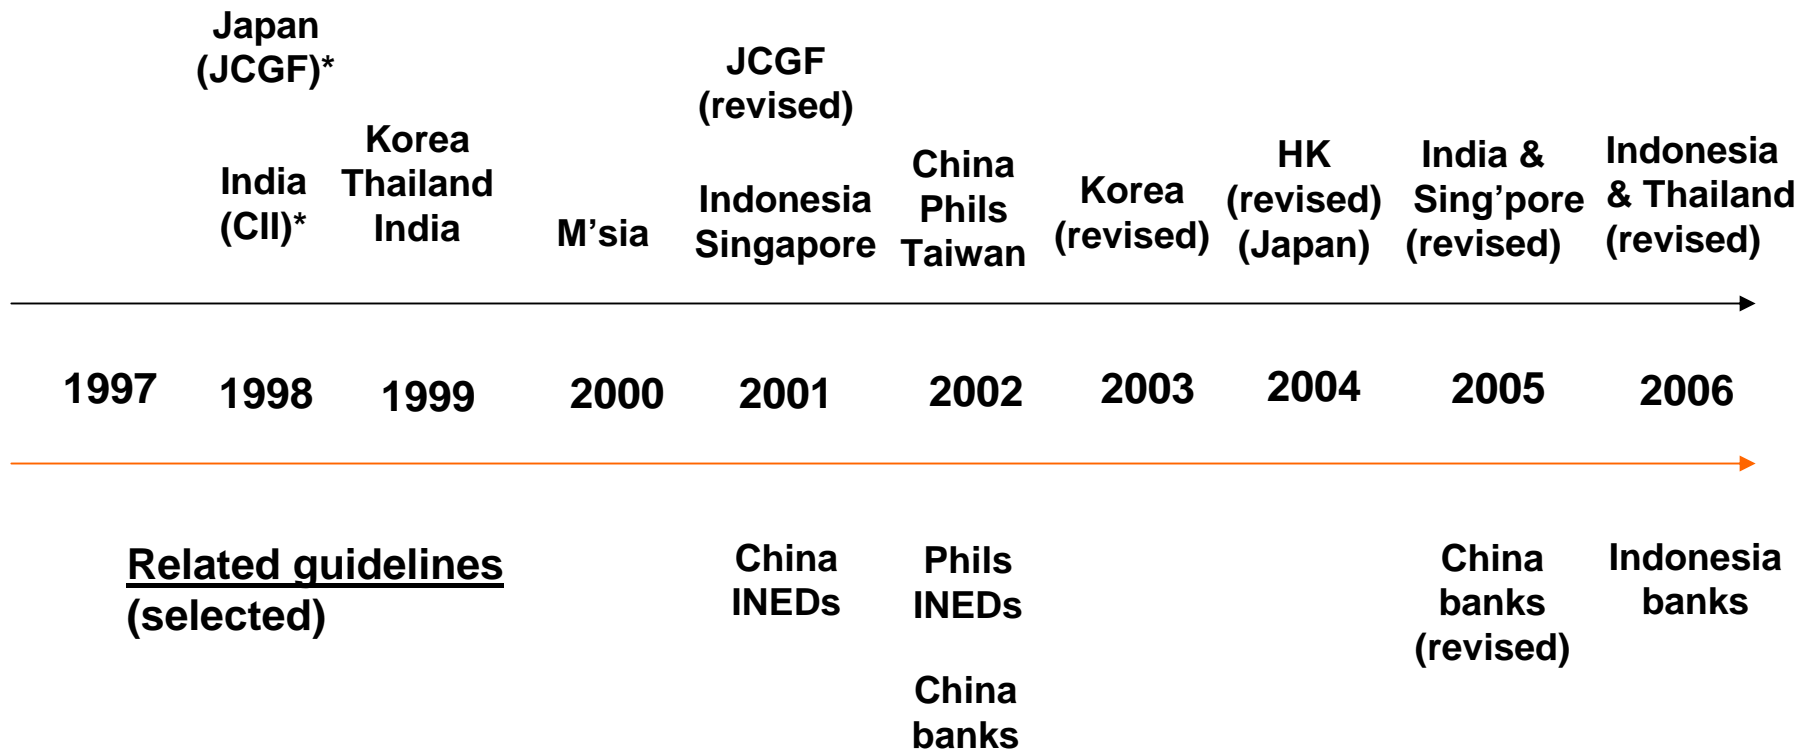 Japan
(JCGF)*
India
(CII)*
Korea
Thailand
India
M'sia
JCGF
(revised)
Indonesia
Singapore
China
Phils
Taiwan
Korea
(revised)
HK
(revised)
(Japan)
India &
Sing'pore
(revised)
Indonesia
& Thailand
(revised)
1997
1998
1999
2000
2001
2002
2003
2004
2005
2006
Related guidelines
(selected)
China
INEDs
Phils
INEDs
China
banks
China
banks
(revised)
Indonesia
banks